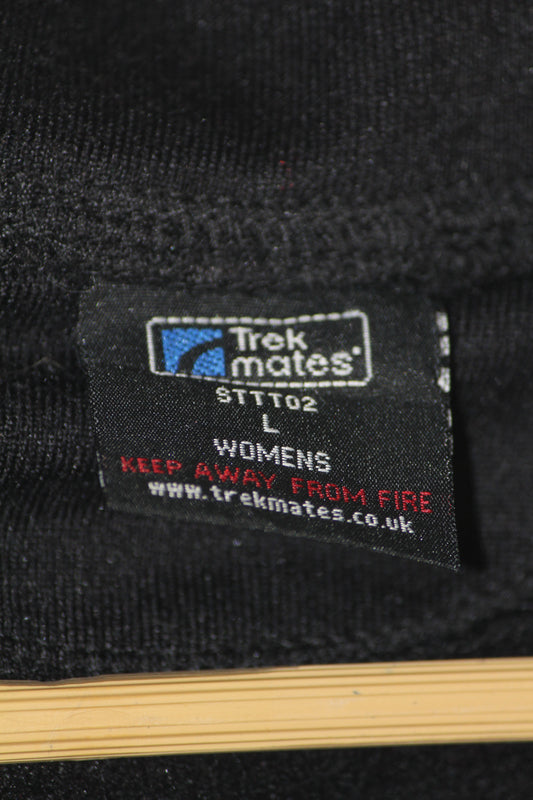 Trek
mates
STTT02
L
WOMENS
KEEP AWAY FROM FIRE
www.trekmates.co.uk